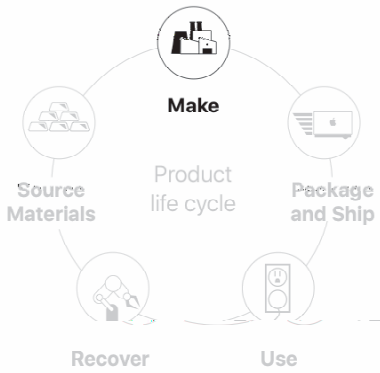 Make
Source
Materials
Product
life cycle
Package
and Ship
Recover
Use